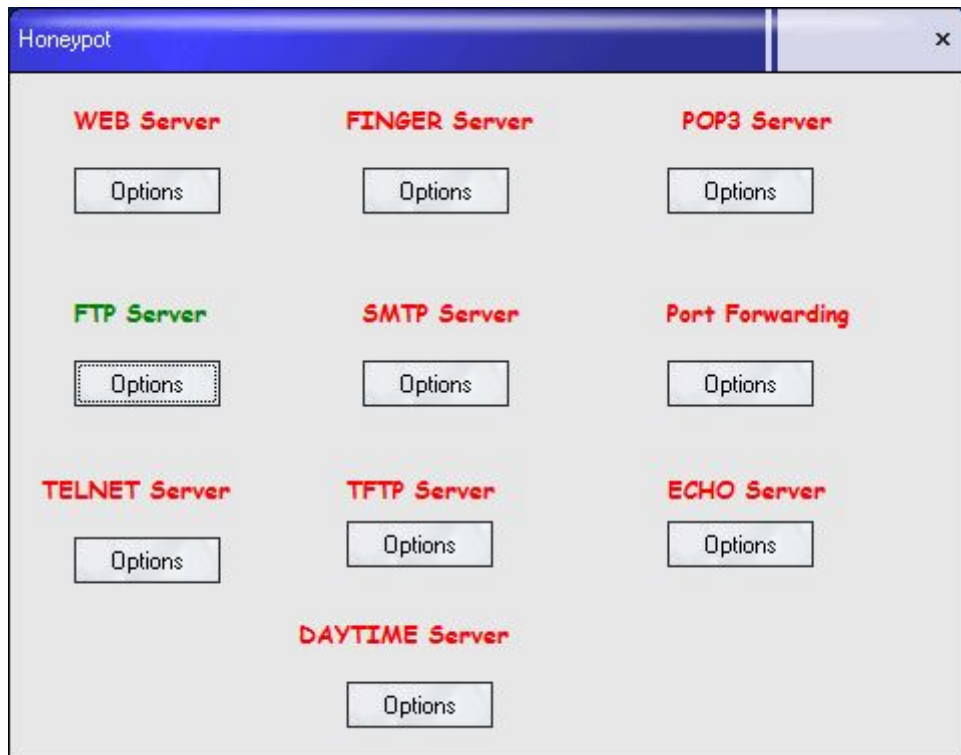 Honeypot
WEB Server FINGER Server POP3 Server
Options Options Options
FTP Server SMTP Server Port Forwarding
Options Options Options
TELNET Server TFTP Server ECHO Server
Options Options Options
DAYTIME Server
Options